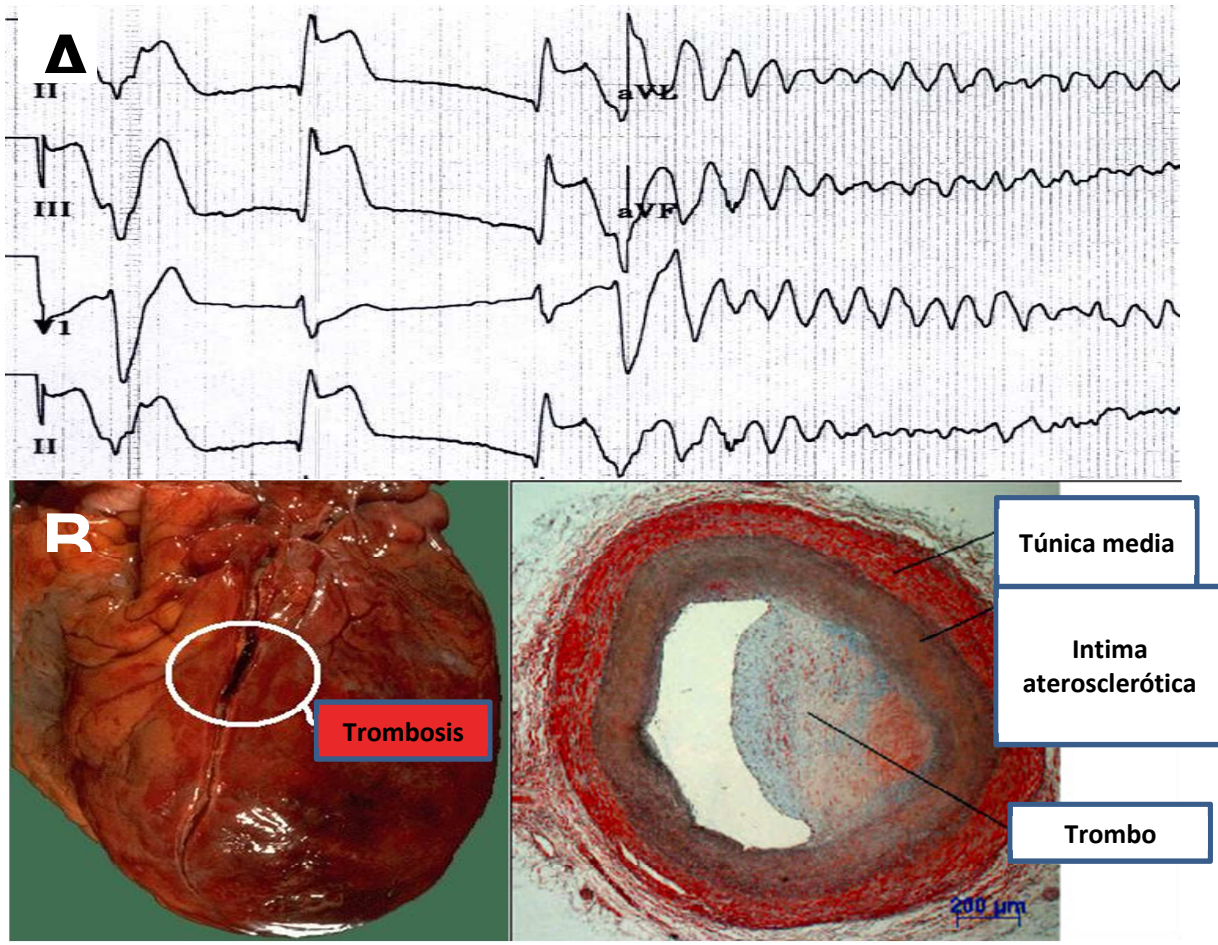 A
II
aVL
III
aVF
V1
II
B
Trombosis
Túnica media
Intima
aterosclerótica
Trombo
200 µm